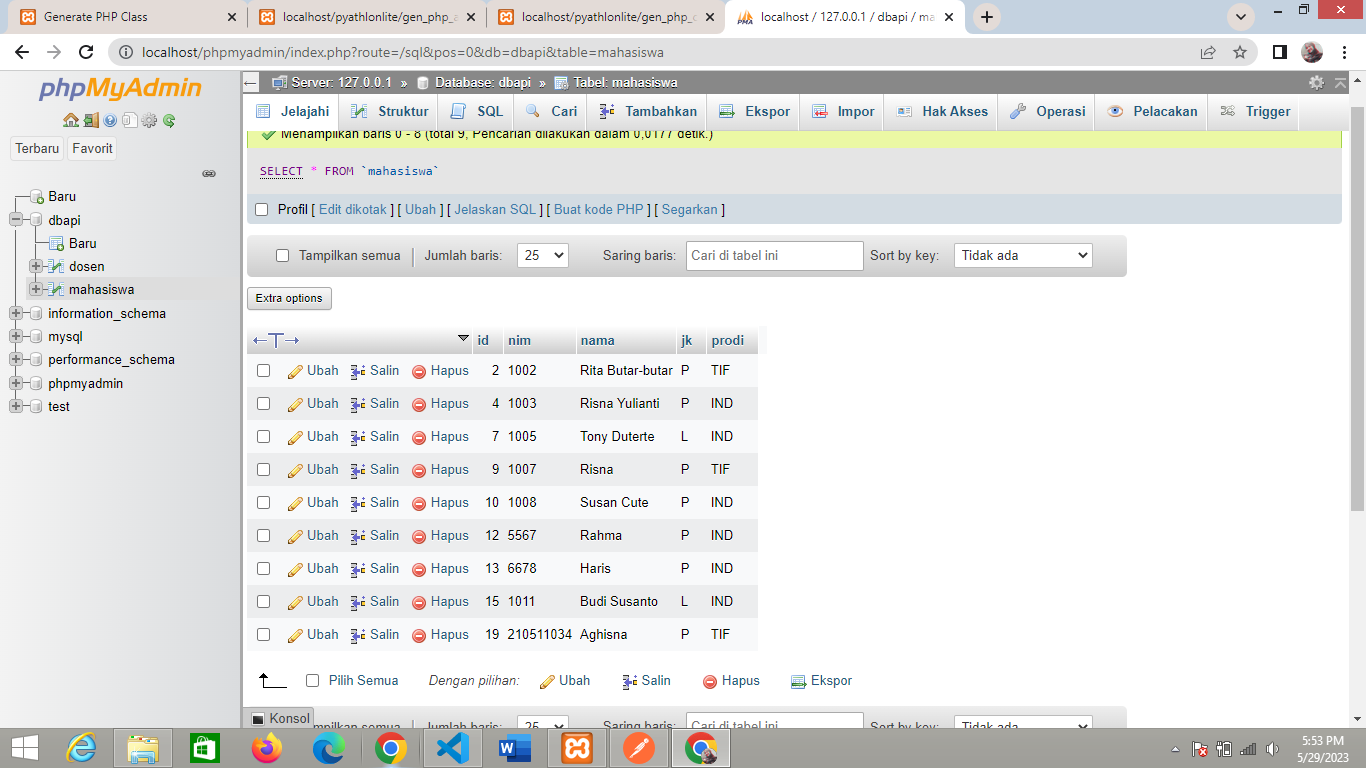 Generate PHP Class
localhost/pyathlonlite/gen_php_a
localhost/pyathlonlite/gen_php_c
localhost / 127.0.0.1 / dbapi / ma
localhost/phpmyadmin/index.php?route=/sql&pos=0&db=dbapi&table=mahasiswa
phpMyAdmin
Terbaru Favorit
Baru
dbapi
Baru
dosen
mahasiswa
information_schema
mysql
performance_schema
phpmyadmin
test
Server: 127.0.0.1 » Database: dbapi » Tabel: mahasiswa
Jelajahi Struktur SQL Cari Tambahkan Ekspor Impor Hak Akses Operasi Pelacakan Trigger
Menampilkan baris 0 - 8 (total 9, Pencarian dilakukan dalam 0,0177 detik.)
SELECT * FROM `mahasiswa`
Profil [ Edit dikotak ] [ Ubah ] [ Jelaskan SQL ] [ Buat kode PHP ] [ Segarkan ]
Tampilkan semua Jumlah baris: 25 Saring baris: Cari di tabel ini Sort by key: Tidak ada
Extra options
←T→ id nim nama jk prodi
Ubah Salin Hapus 2 1002 Rita Butar-butar P TIF
Ubah Salin Hapus 4 1003 Risna Yulianti P IND
Ubah Salin Hapus 7 1005 Tony Duterte L IND
Ubah Salin Hapus 9 1007 Risna P TIF
Ubah Salin Hapus 10 1008 Susan Cute P IND
Ubah Salin Hapus 12 5567 Rahma P IND
Ubah Salin Hapus 13 6678 Haris P IND
Ubah Salin Hapus 15 1011 Budi Susanto L IND
Ubah Salin Hapus 19 210511034 Aghisna P TIF
Pilih Semua Dengan pilihan: Ubah Salin Hapus Ekspor
Konsol
mpilkan semua Jumlah baris: 25 Saring baris: Cari di tabel ini Sort by key: Tidak ada
5:53 PM
5/29/2023